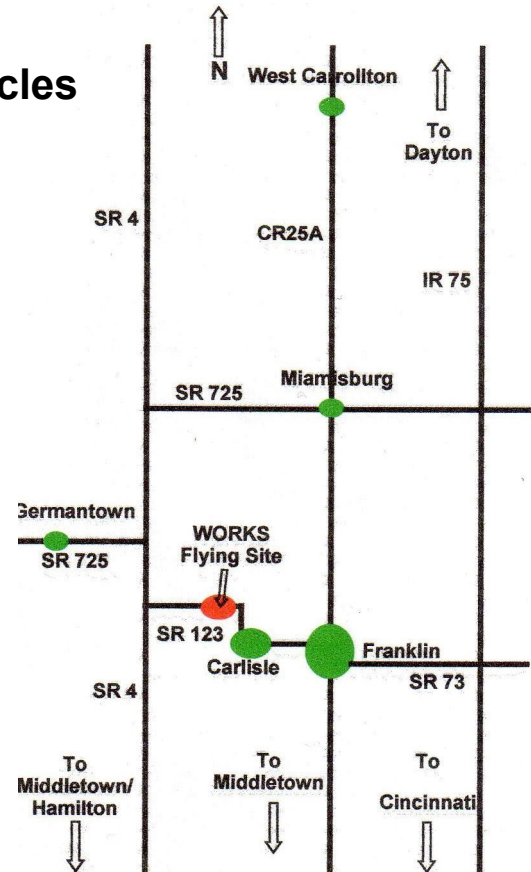 cles
N
West Carrollton
To
Dayton
SR 4
CR25A
IR 75
Miamisburg
SR 725
Germantown
SR 725
WORKS
Flying Site
SR 123
Carlisle
Franklin
SR 73
SR 4
To
Middletown/
Hamilton
To
Middletown
To
Cincinnati